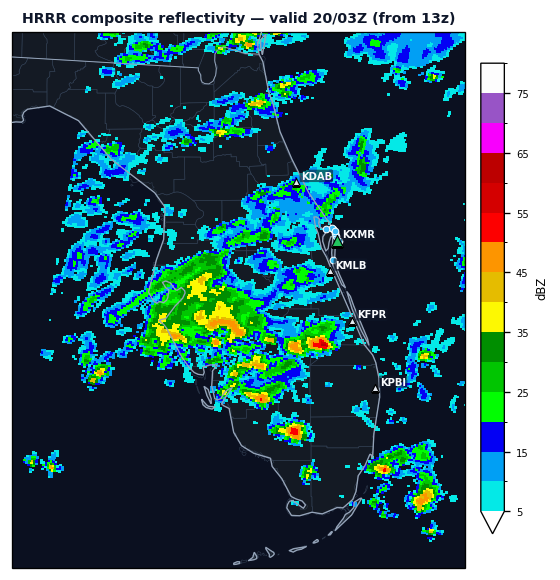 HRRR composite reflectivity — valid 20/03Z (from 13z)
KDAB
KXMR
KMLB
KFPR
KPBI
75
65
55
45
35
25
15
5
dBZ